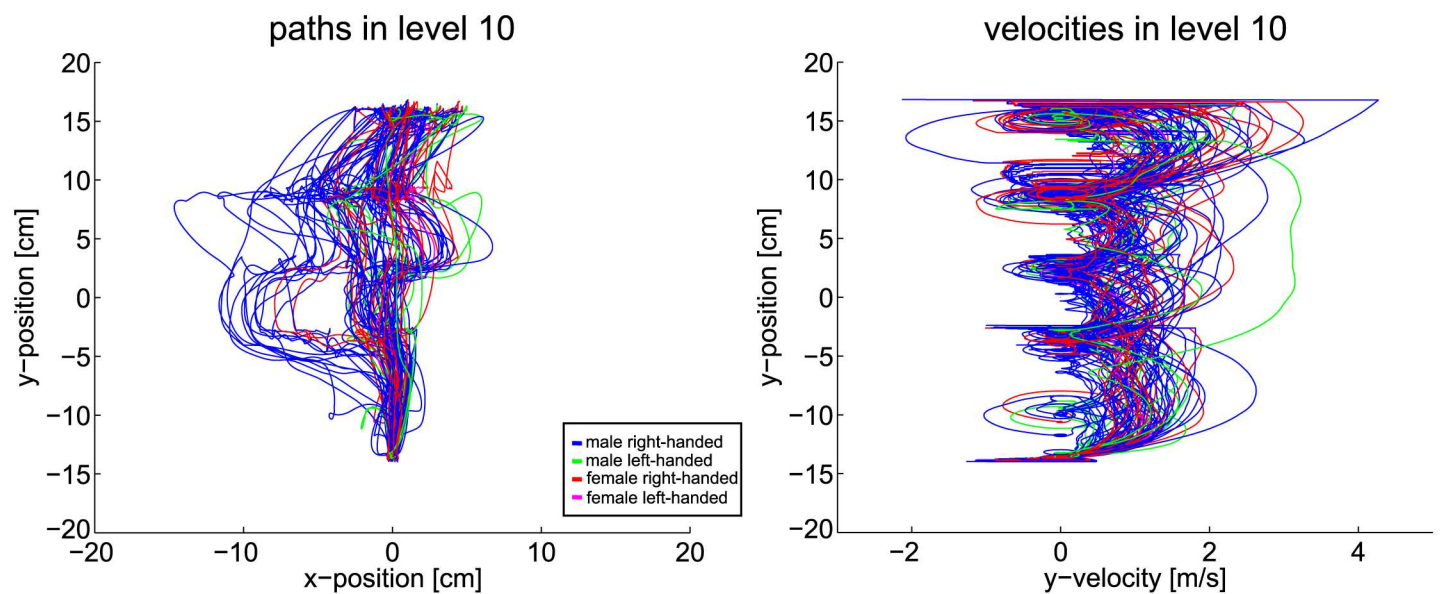 paths in level 10
20
15
10
5
0
−5
−10
−15
−20
y−position [cm]
−20
−10
0
10
20
x−position [cm]
male right-handed
male left-handed
female right-handed
female left-handed
velocities in level 10
20
15
10
5
0
−5
−10
−15
−20
y−position [cm]
−2
0
2
4
y−velocity [m/s]